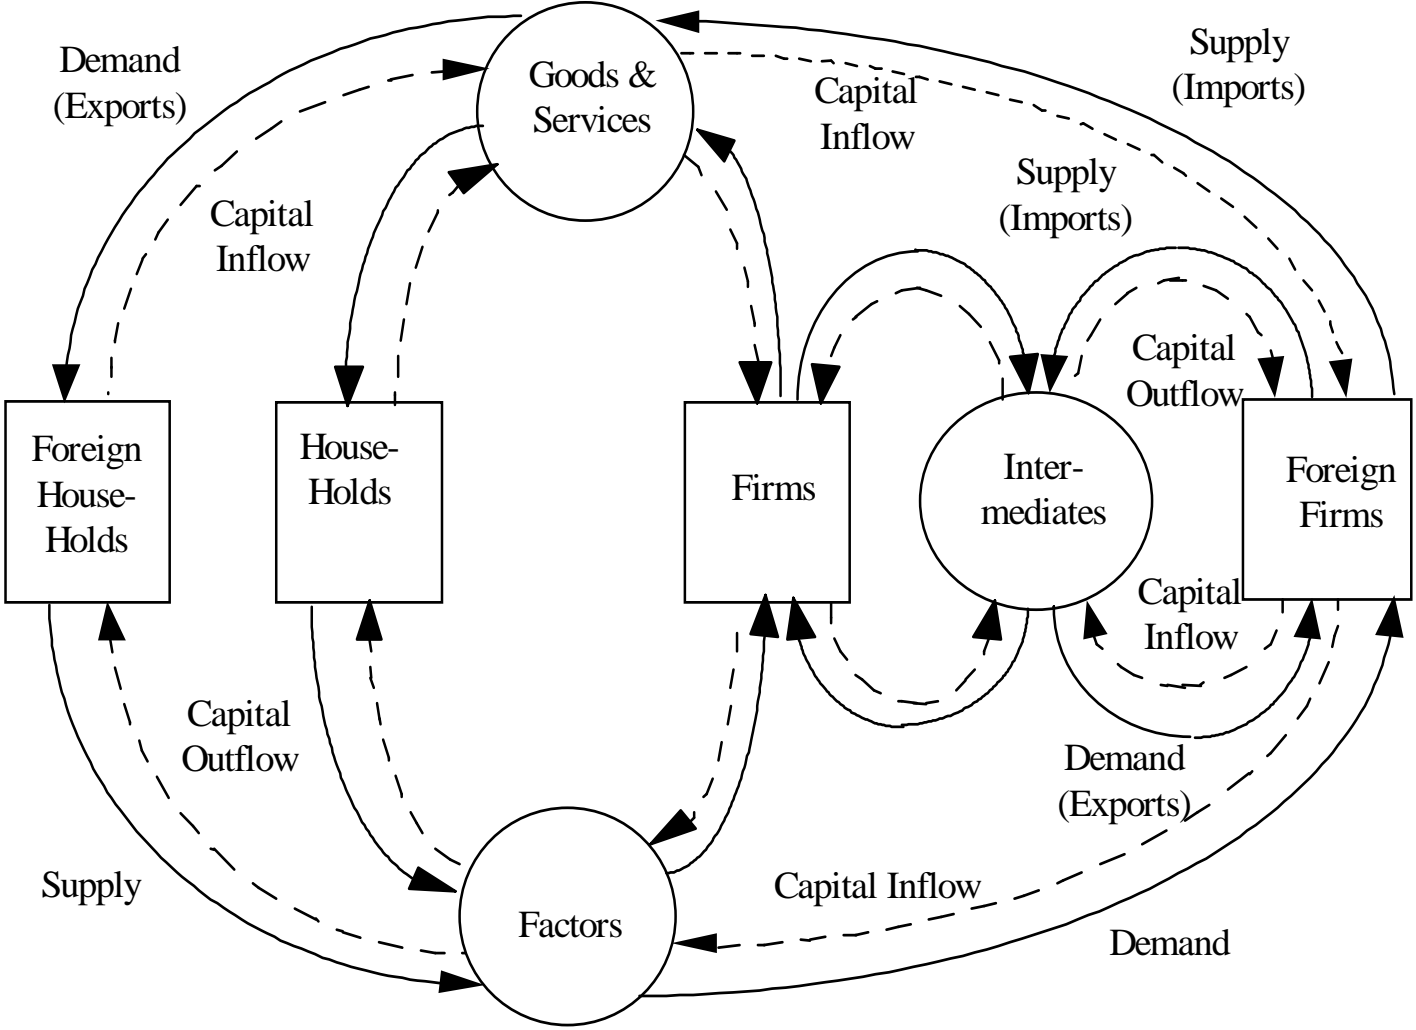 Demand
(Exports)
Goods &
Services
Supply
(Imports)
Capital
Inflow
Supply
(Imports)
Capital
Inflow
Capital
Outflow
Foreign
House-
Holds
House-
Holds
Firms
Inter-
mediates
Foreign
Firms
Capital
Inflow
Capital
Outflow
Demand
(Exports)
Supply
Capital Inflow
Factors
Demand